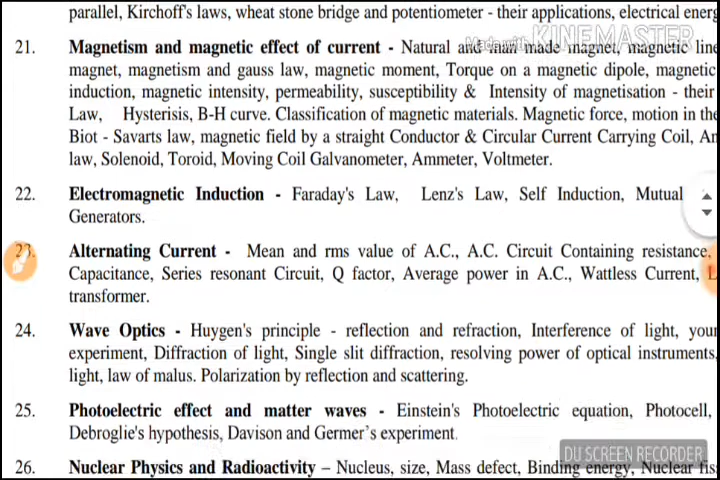 parallel, Kirchoff's laws, wheat stone bridge and potentiometer - their applications, electrical energ
Made with KINEMASTER
21. Magnetism and magnetic effect of current - Natural and man made magnet, magnetic line
magnet, magnetism and gauss law, magnetic moment, Torque on a magnetic dipole, magnetic
induction, magnetic intensity, permeability, susceptibility & Intensity of magnetisation - their
Law, Hysterisis, B-H curve. Classification of magnetic materials. Magnetic force, motion in the
Biot - Savarts law, magnetic field by a straight Conductor & Circular Current Carrying Coil, Am
law, Solenoid, Toroid, Moving Coil Galvanometer, Ammeter, Voltmeter.
22. Electromagnetic Induction - Faraday's Law, Lenz's Law, Self Induction, Mutual
Generators.
23. Alternating Current - Mean and rms value of A.C., A.C. Circuit Containing resistance,
Capacitance, Series resonant Circuit, Q factor, Average power in A.C., Wattless Current,
transformer.
24. Wave Optics - Huygen's principle - reflection and refraction, Interference of light, your
experiment, Diffraction of light, Single slit diffraction, resolving power of optical instruments,
light, law of malus. Polarization by reflection and scattering.
25. Photoelectric effect and matter waves - Einstein's Photoelectric equation, Photocell,
Debroglie's hypothesis, Davison and Germer's experiment.
DU SCREEN RECORDER
26. Nuclear Physics and Radioactivity – Nucleus, size, Mass defect, Binding energy, Nuclear fis